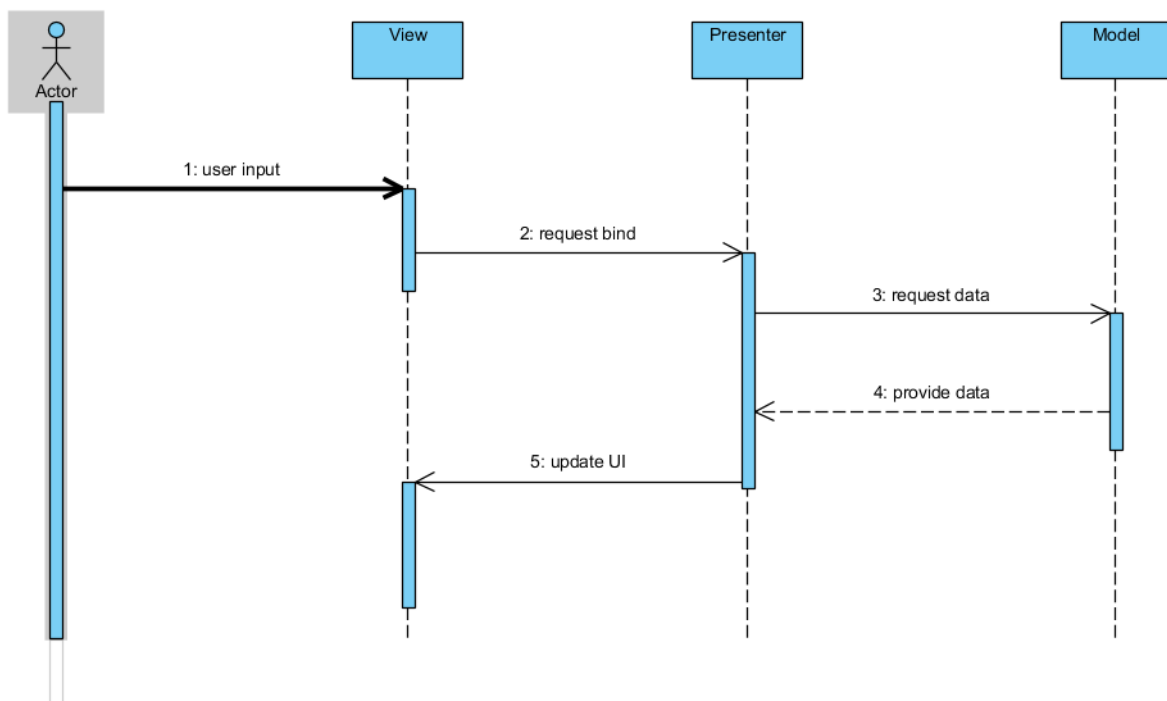 View
Presenter
Model
Actor
1: user input
2: request bind
3: request data
4: provide data
5: update UI